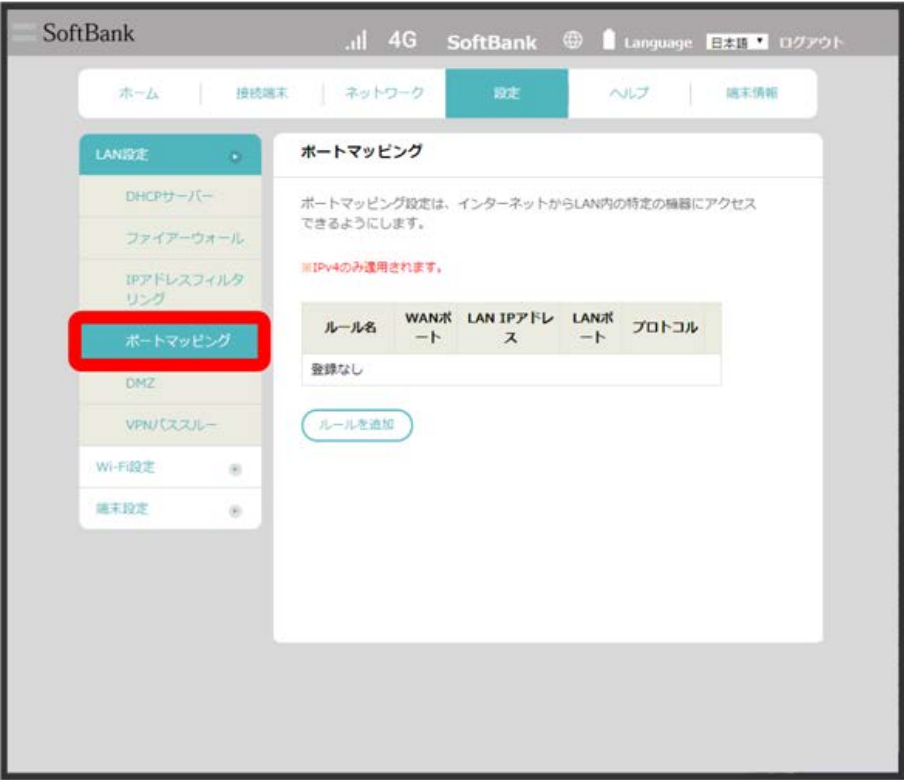 SoftBank
4G SoftBank Language 日本語 ログアウト
ホーム 接続端末 ネットワーク 設定 ヘルプ 端末情報
LAN設定
DHCPサーバー
ファイアーウォール
IPアドレスフィルタ
リング
ポートマッピング
DMZ
VPNパススルー
Wi-Fi設定
端末設定
ポートマッピング
ポートマッピング設定は、インターネットからLAN内の特定の機器にアクセス
できるようにします。
※IPv4のみ適用されます。
ルール名 WANポ LAN IPアドレ LANポ プロトコル
ート ス ート
登録なし
ルールを追加